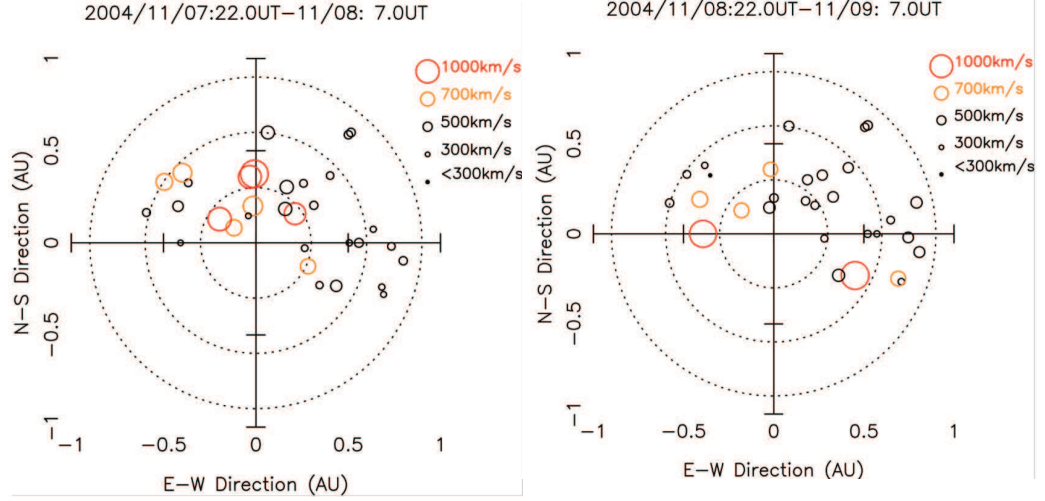 2004/11/07:22.0UT-11/08: 7.0UT
1000km/s
700km/s
500km/s
300km/s
<300km/s
N-S Direction (AU)
1
0.5
0
-0.5
-1
-1
-0.5
0
0.5
1
E-W Direction (AU)
2004/11/08:22.0UT-11/09: 7.0UT
1000km/s
700km/s
500km/s
300km/s
<300km/s
N-S Direction (AU)
1
0.5
0
-0.5
-1
-1
-0.5
0
0.5
1
E-W Direction (AU)